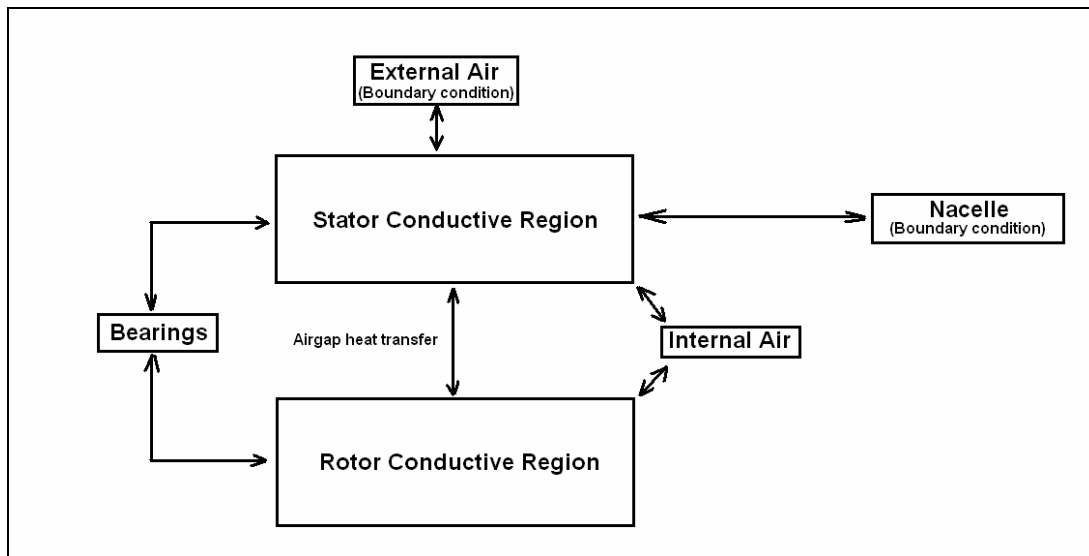 External Air
(Boundary condition)
Stator Conductive Region
Nacelle
(Boundary condition)
Bearings
Airgap heat transfer
Internal Air
Rotor Conductive Region